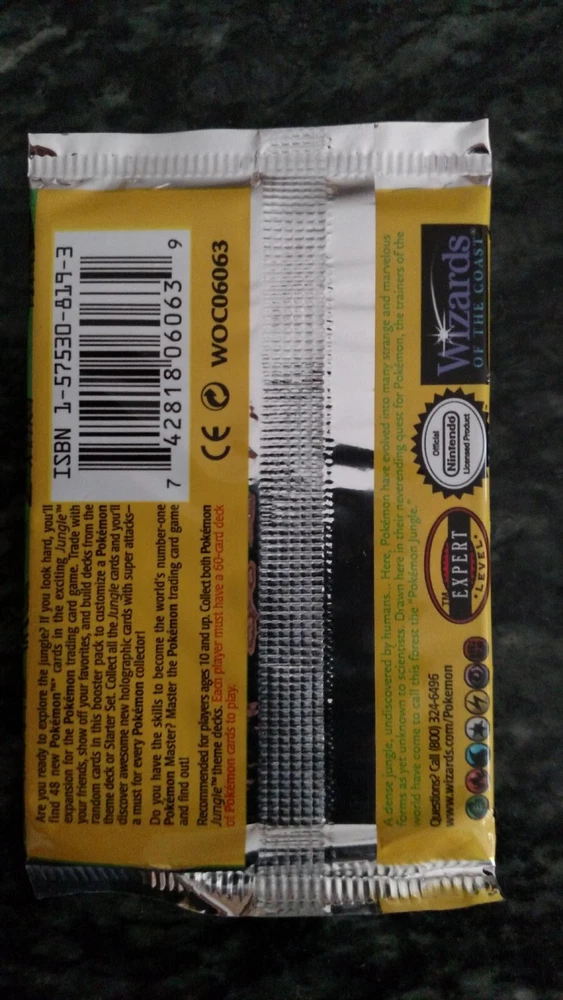 Are you ready to explore the jungle? If you look hard, you'll
find 48 new Pokémon™ cards in the exciting Jungle™
expansion for the Pokémon trading card game. Trade with
your friends, show off your favorites, and build decks from the
random cards in this booster pack to customize a Pokémon
theme deck or Starter Set. Collect all the Jungle cards and you'll
discover awesome new holographic cards with super attacks–
a must for every Pokémon collector!
Do you have the skills to become the world's number-one
Pokémon Master? Master the Pokémon trading card game
and find out!
Recommended for players ages 10 and up. Collect both Pokémon
Jungle™ theme decks. Each player must have a 60-card deck
of Pokémon cards to play.
ISBN 1-57530-819-3
7 42818 06063 9
CE WOC06063
A dense jungle, undiscovered by humans... Here, Pokémon have evolved into many strange and marvelous
forms as yet unknown to scientists. Drawn here in their neverending quest for Pokémon, the trainers of the
world have come to call this forest the "Pokémon Jungle."
Questions? Call (800) 324-6496
www.wizards.com/Pokemon
TM
EXPERT
LEVEL
Official
Nintendo
Licensed Product
Wizards
OF THE COAST®